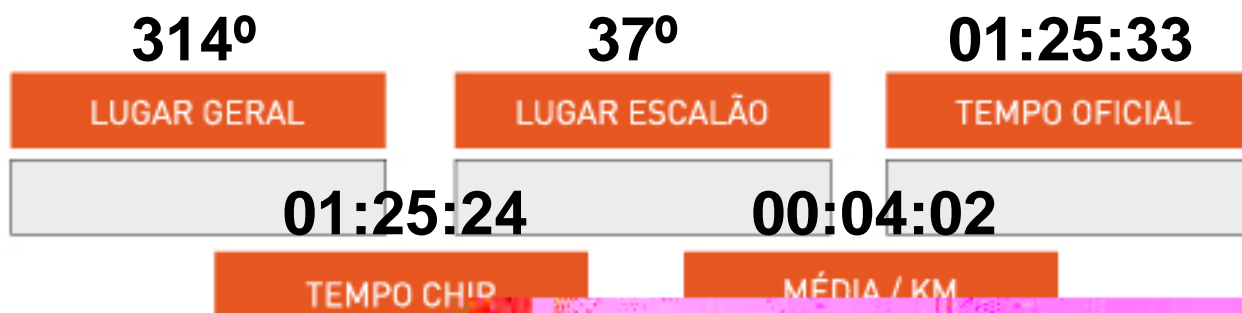 314º 37º 01:25:33
LUGAR GERAL LUGAR ESCALÃO TEMPO OFICIAL
01:25:24 00:04:02
TEMPO CHIP MÉDIA / KM